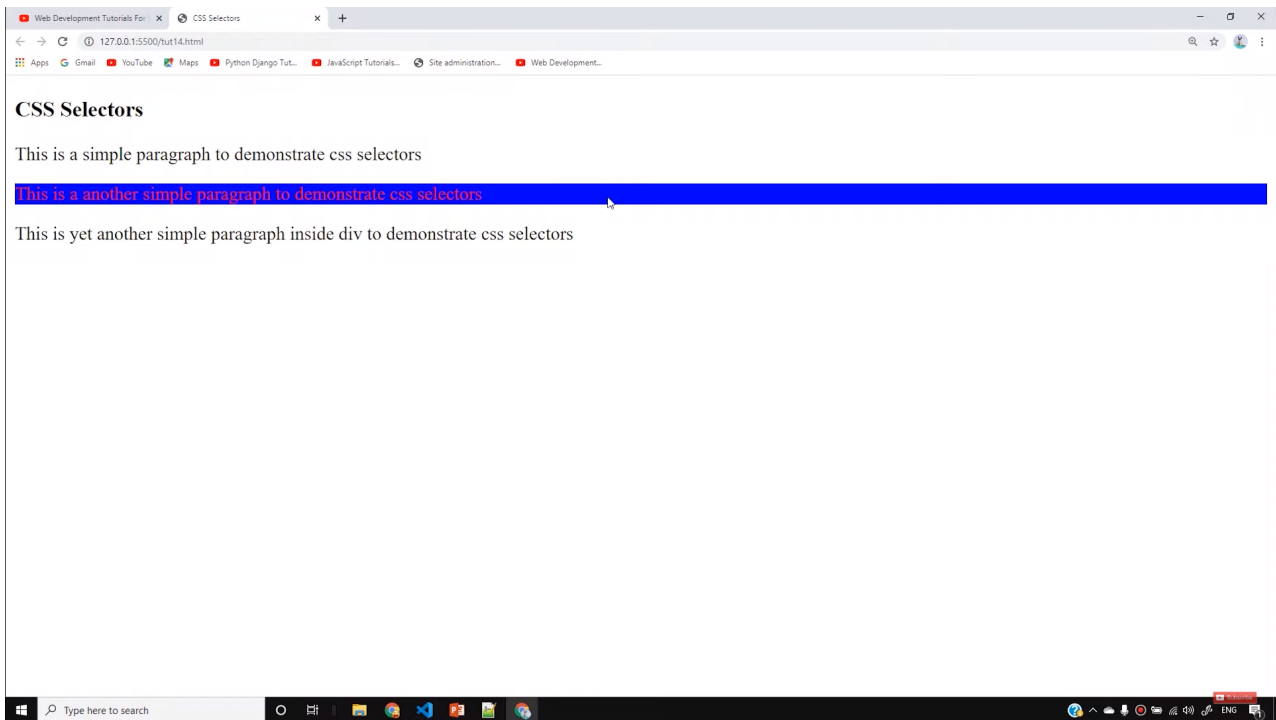 Web Development Tutorials For
CSS Selectors
127.0.0.1:5500/tut14.html
Apps Gmail YouTube Maps Python Django Tut... JavaScript Tutorials... Site administration... Web Development...
CSS Selectors
This is a simple paragraph to demonstrate css selectors
This is a another simple paragraph to demonstrate css selectors
This is yet another simple paragraph inside div to demonstrate css selectors
Subscribe
Type here to search
ENG